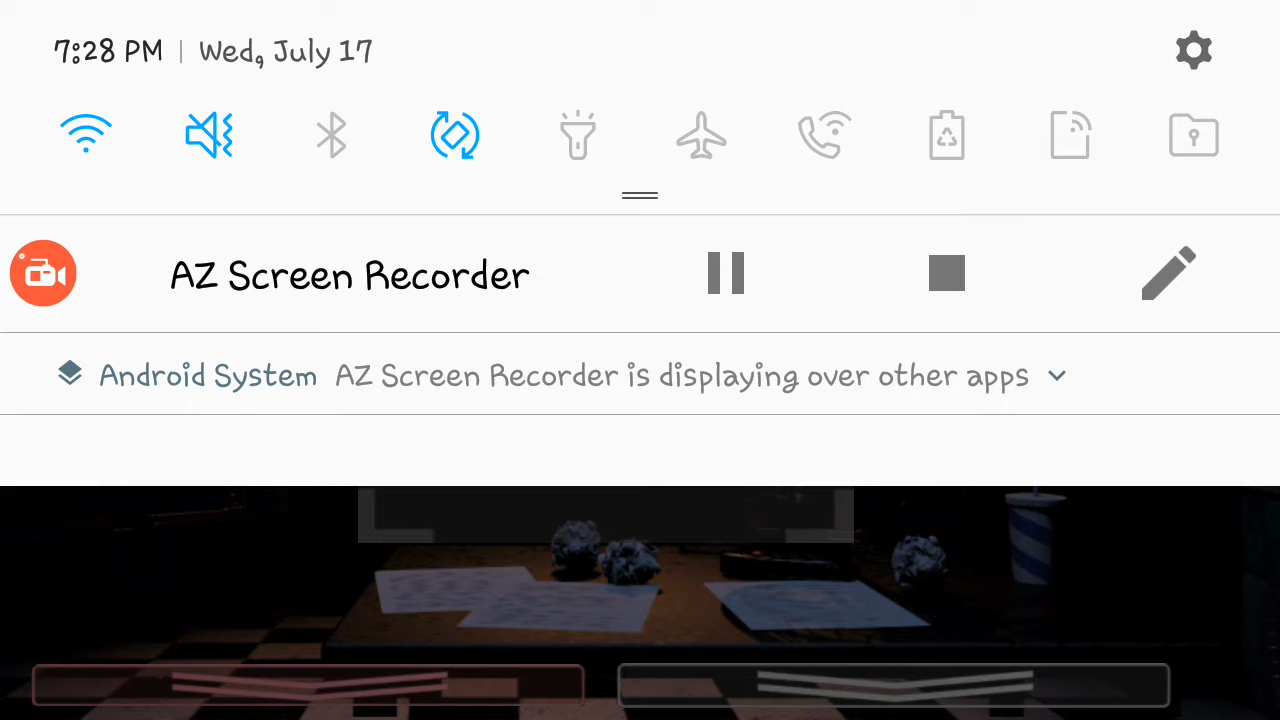 7:28 PM | Wed, July 17
AZ Screen Recorder
Android System AZ Screen Recorder is displaying over other apps